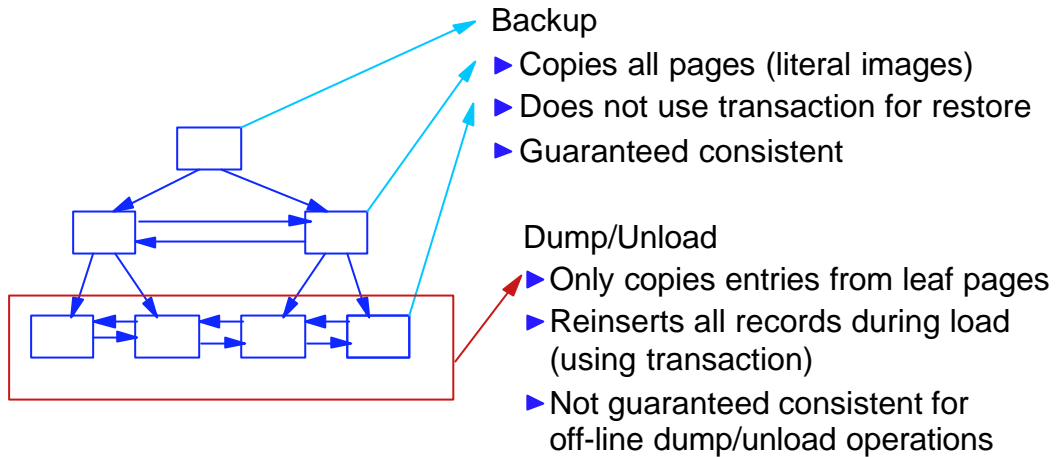 Backup
Copies all pages (literal images)
Does not use transaction for restore
Guaranteed consistent
Dump/Unload
Only copies entries from leaf pages
Reinserts all records during load
(using transaction)
Not guaranteed consistent for
off-line dump/unload operations